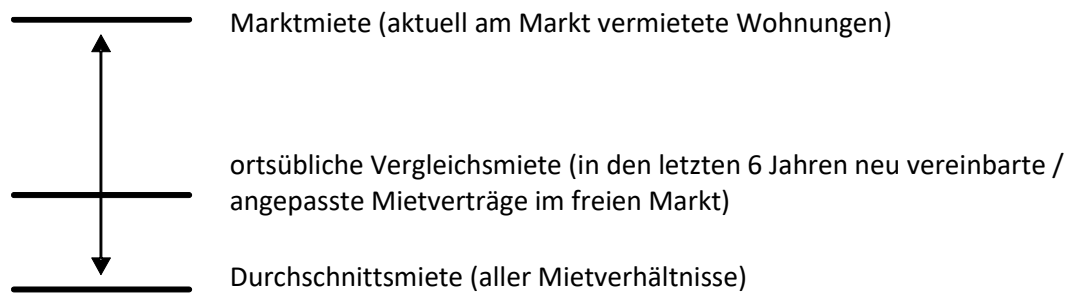 Marktmiete (aktuell am Markt vermietete Wohnungen)
ortsübliche Vergleichsmiete (in den letzten 6 Jahren neu vereinbarte /
angepasste Mietverträge im freien Markt)
Durchschnittsmiete (aller Mietverhältnisse)